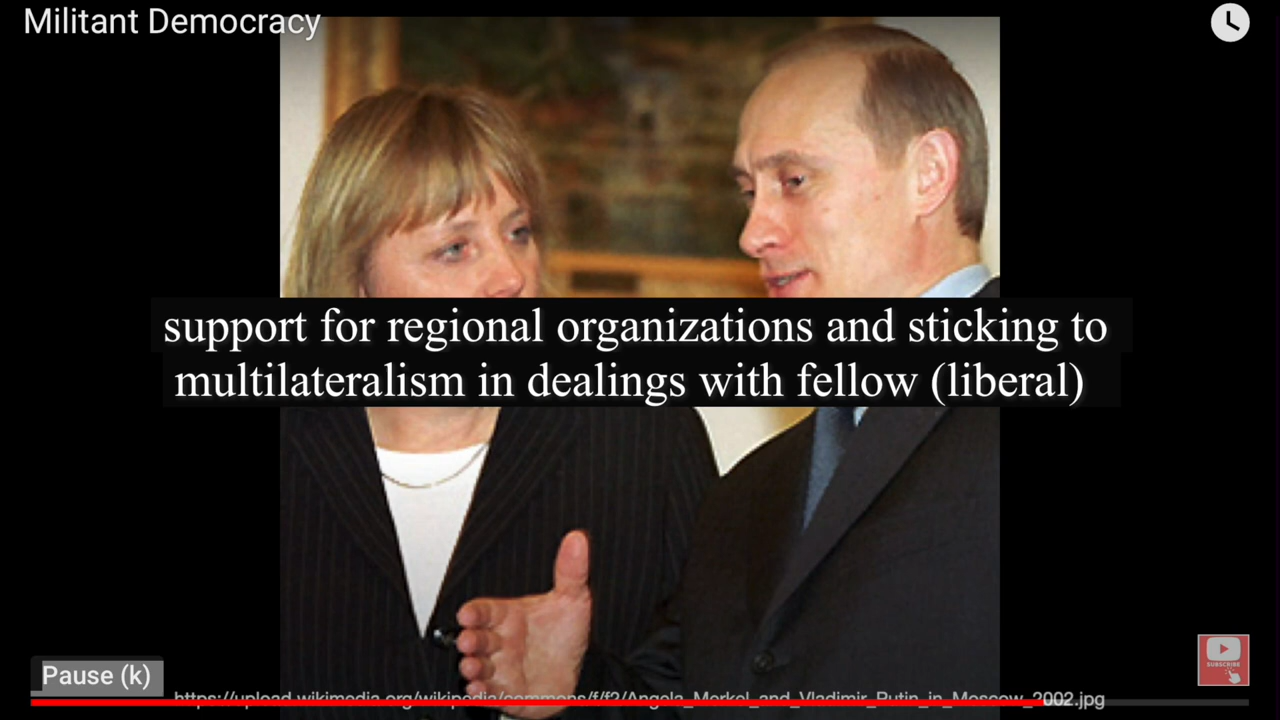 Militant Democracy
support for regional organizations and sticking to
multilateralism in dealings with fellow (liberal)
SUBSCRIBE
Pause (k)
https://upload.wikimedia.org/wikipedia/commons/f/f2/Angela_Merkel_and_Vladimir_Putin_in_Moscow_2002.jpg